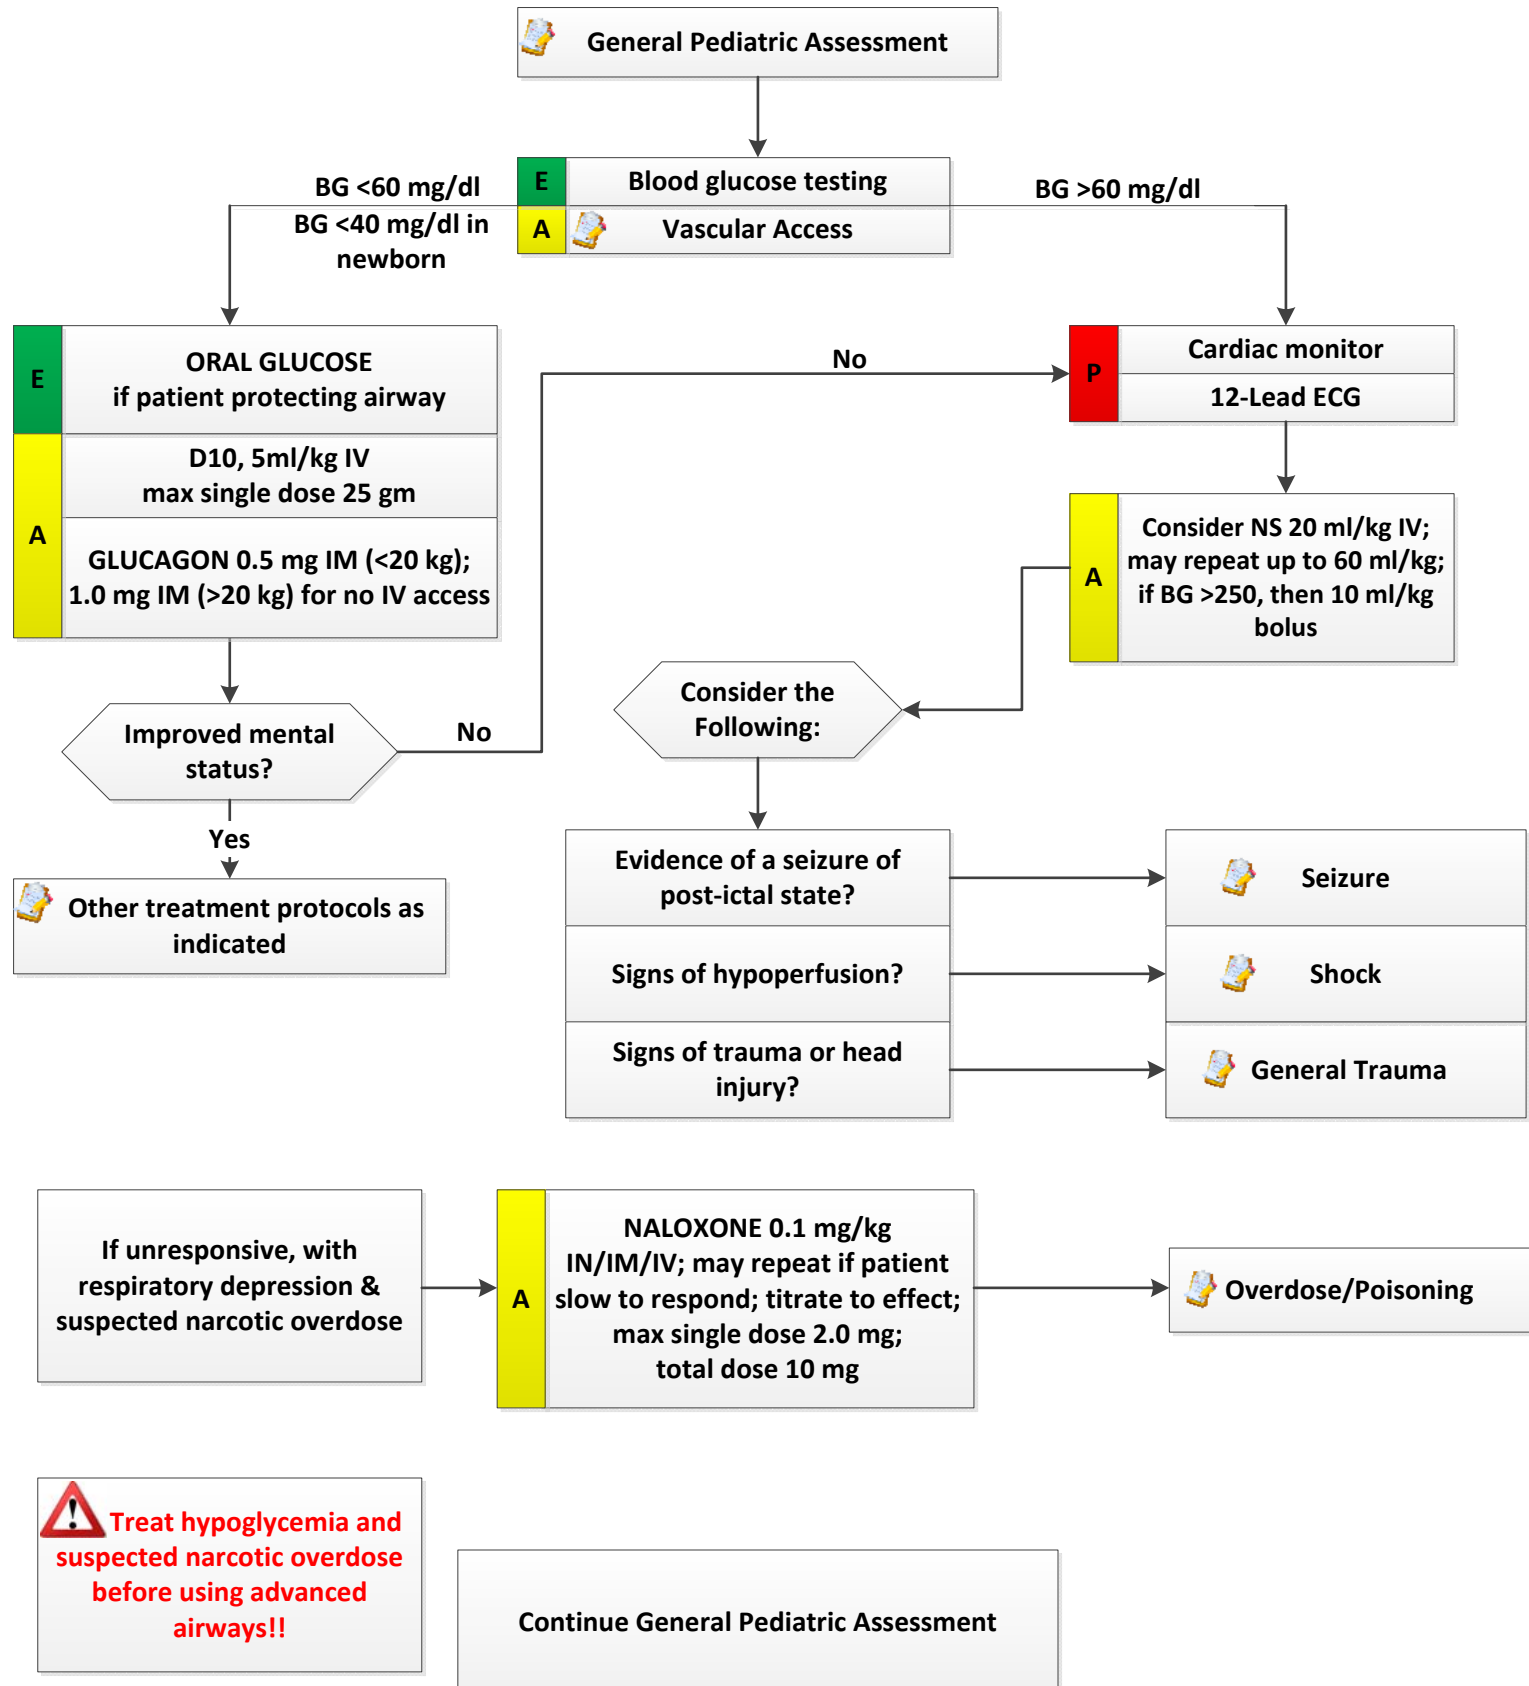 General Pediatric Assessment
BG <60 mg/dl
BG <40 mg/dl in
newborn
E
Blood glucose testing
A
Vascular Access
BG >60 mg/dl
E
ORAL GLUCOSE
if patient protecting airway
A
D10, 5ml/kg IV
max single dose 25 gm
GLUCAGON 0.5 mg IM (<20 kg);
1.0 mg IM (>20 kg) for no IV access
Improved mental
status?
No
No
Yes
Other treatment protocols as
indicated
P
Cardiac monitor
12-Lead ECG
A
Consider NS 20 ml/kg IV;
may repeat up to 60 ml/kg;
if BG >250, then 10 ml/kg
bolus
Consider the
Following:
Evidence of a seizure of
post-ictal state?
Seizure
Signs of hypoperfusion?
Shock
Signs of trauma or head
injury?
General Trauma
If unresponsive, with
respiratory depression &
suspected narcotic overdose
A
NALOXONE 0.1 mg/kg
IN/IM/IV; may repeat if patient
slow to respond; titrate to effect;
max single dose 2.0 mg;
total dose 10 mg
Overdose/Poisoning
Treat hypoglycemia and
suspected narcotic overdose
before using advanced
airways!!
Continue General Pediatric Assessment